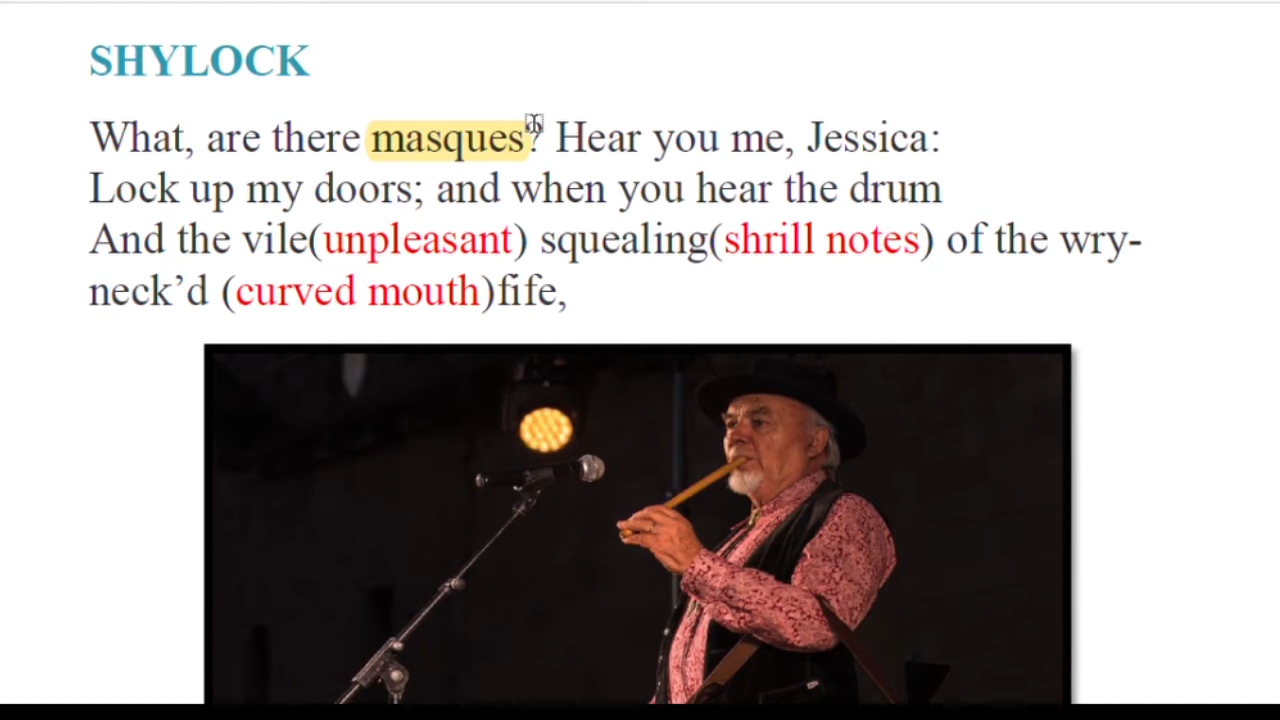 SHYLOCK
What, are there masques? Hear you me, Jessica:
Lock up my doors; and when you hear the drum
And the vile(unpleasant) squealing(shrill notes) of the wry-
neck’d (curved mouth)fife,